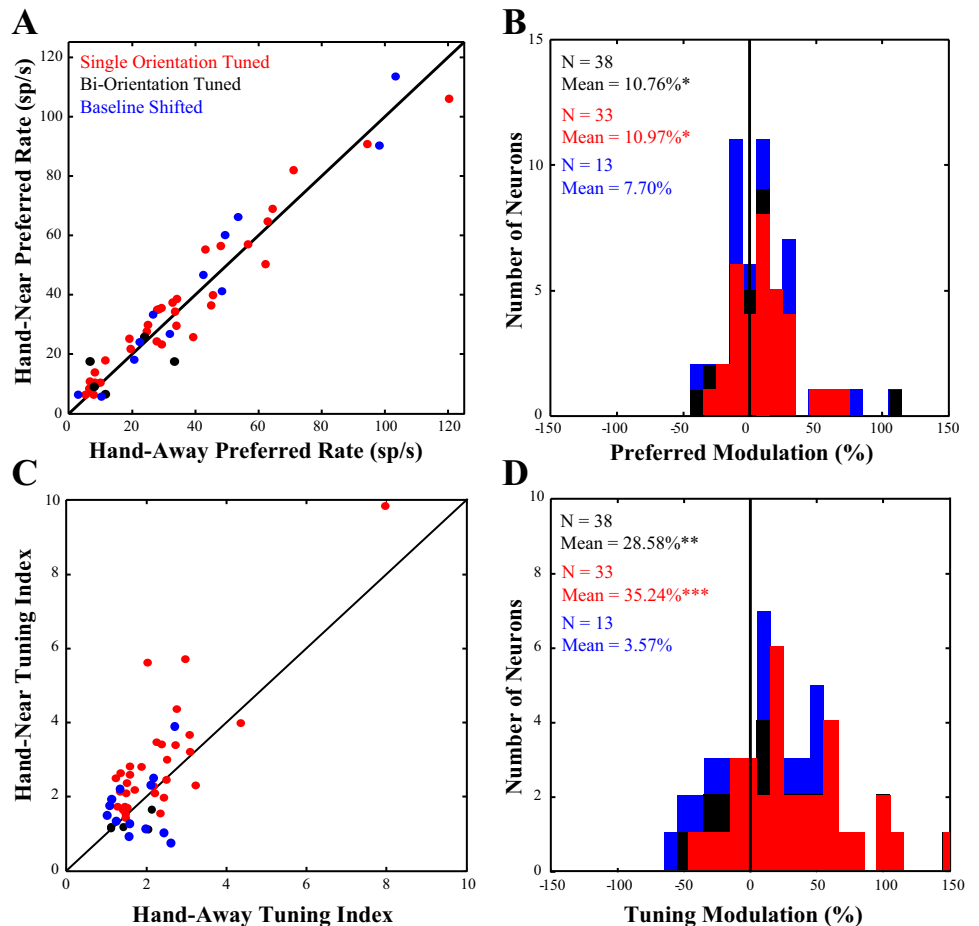 A
120
100
80
60
40
20
0
0
20
40
60
80
100
120
Single Orientation Tuned
Bi-Orientation Tuned
Baseline Shifted
Hand-Near Preferred Rate (sp/s)
Hand-Away Preferred Rate (sp/s)
B
15
10
5
0
-150
-100
-50
0
50
100
150
N = 38
Mean = 10.76%*
N = 33
Mean = 10.97%*
N = 13
Mean = 7.70%
Number of Neurons
Preferred Modulation (%)
C
10
8
6
4
2
0
0
2
4
6
8
10
Hand-Near Tuning Index
Hand-Away Tuning Index
D
10
8
6
4
2
0
-150
-100
-50
0
50
100
150
N = 38
Mean = 28.58%**
N = 33
Mean = 35.24%***
N = 13
Mean = 3.57%
Number of Neurons
Tuning Modulation (%)